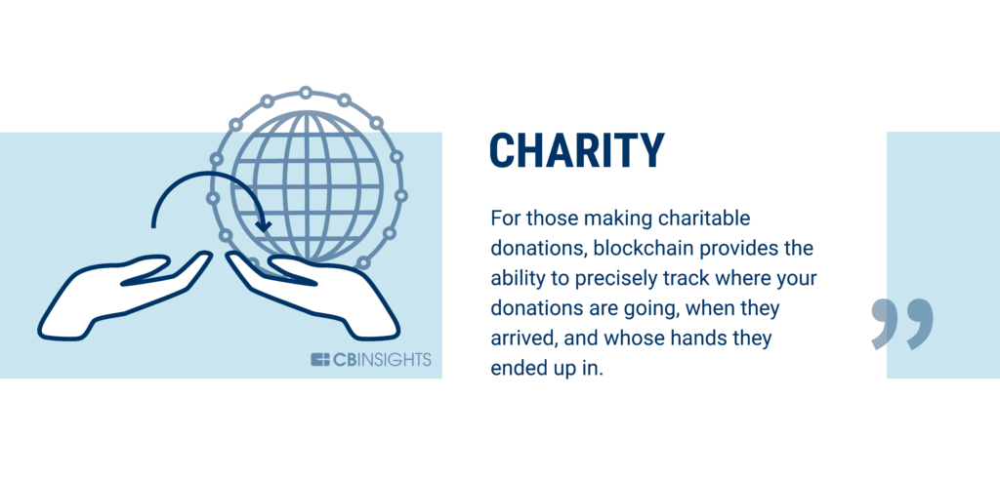 CHARITY
For those making charitable
donations, blockchain provides the
ability to precisely track where your
donations are going, when they
arrived, and whose hands they
ended up in.
”
CBINSIGHTS